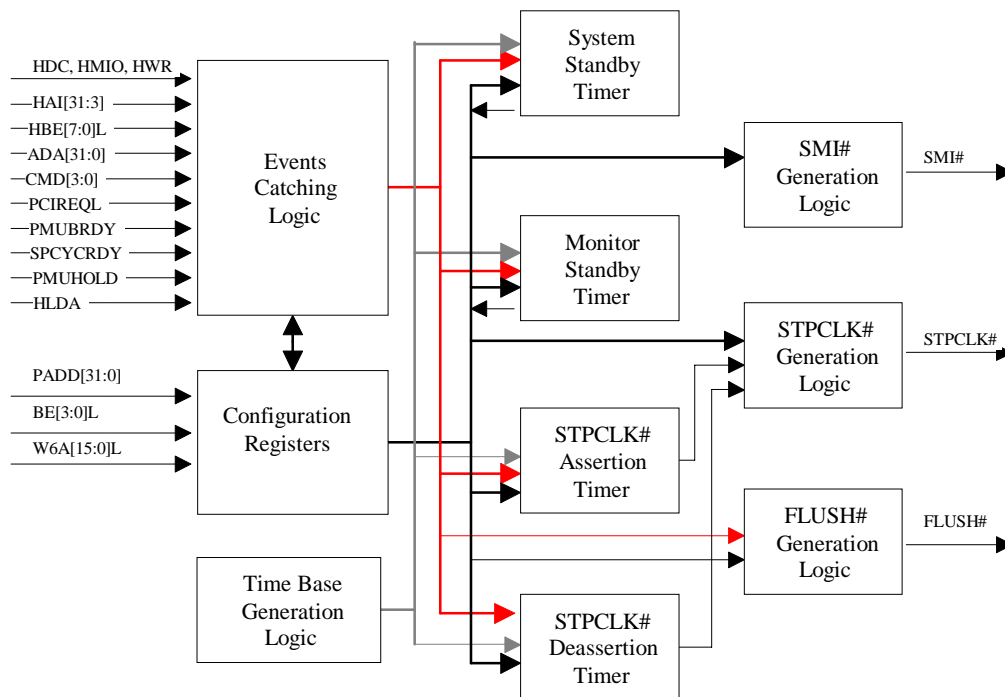 HDC, HMIO, HWR
HAI[31:3]
HBE[7:0]L
ADA[31:0]
CMD[3:0]
PCIREQL
PMUBRDY
SPCYCRDY
PMUHOLD
HLDA
PADD[31:0]
BE[3:0]L
W6A[15:0]L
Events
Catching
Logic
Configuration
Registers
Time Base
Generation
Logic
System
Standby
Timer
Monitor
Standby
Timer
STPCLK#
Assertion
Timer
STPCLK#
Deassertion
Timer
SMI#
Generation
Logic
STPCLK#
Generation
Logic
FLUSH#
Generation
Logic
SMI#
STPCLK#
FLUSH#